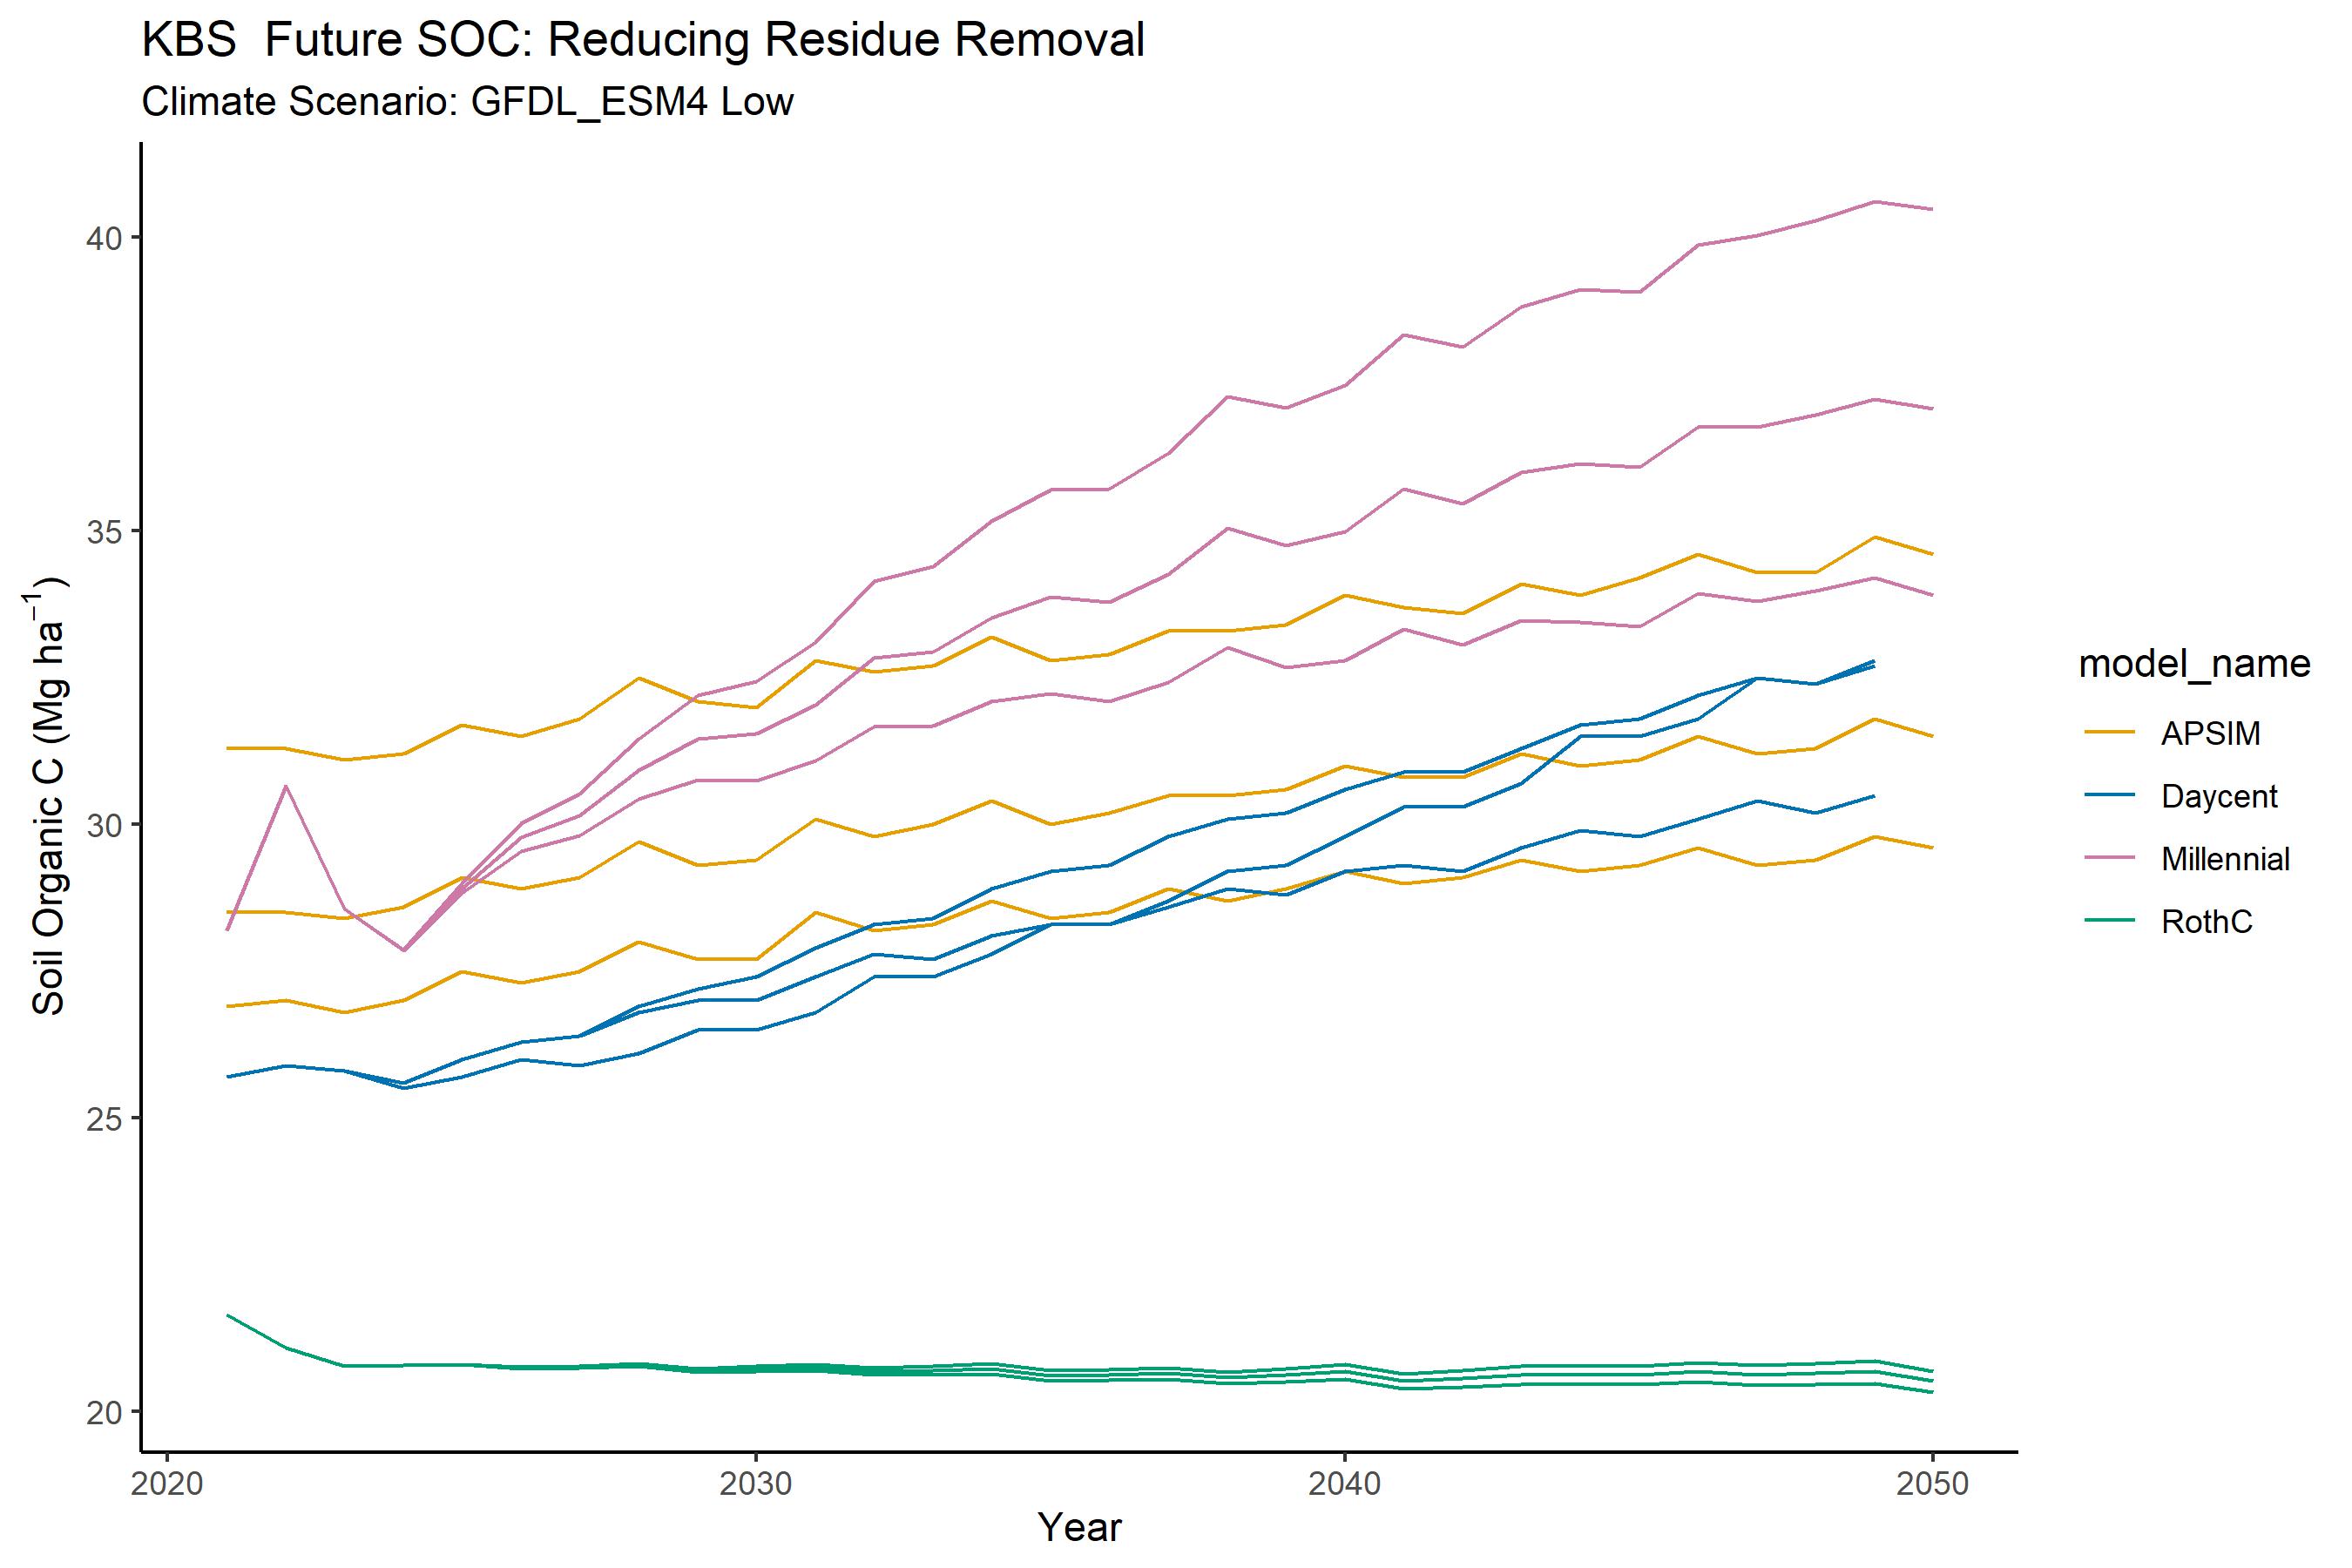 KBS  Future SOC: Reducing Residue Removal
Climate Scenario: GFDL_ESM4 Low
Soil Organic C (Mg ha⁻¹)
40
35
30
25
20
2020
2030
2040
2050
Year
model_name
APSIM
Daycent
Millennial
RothC